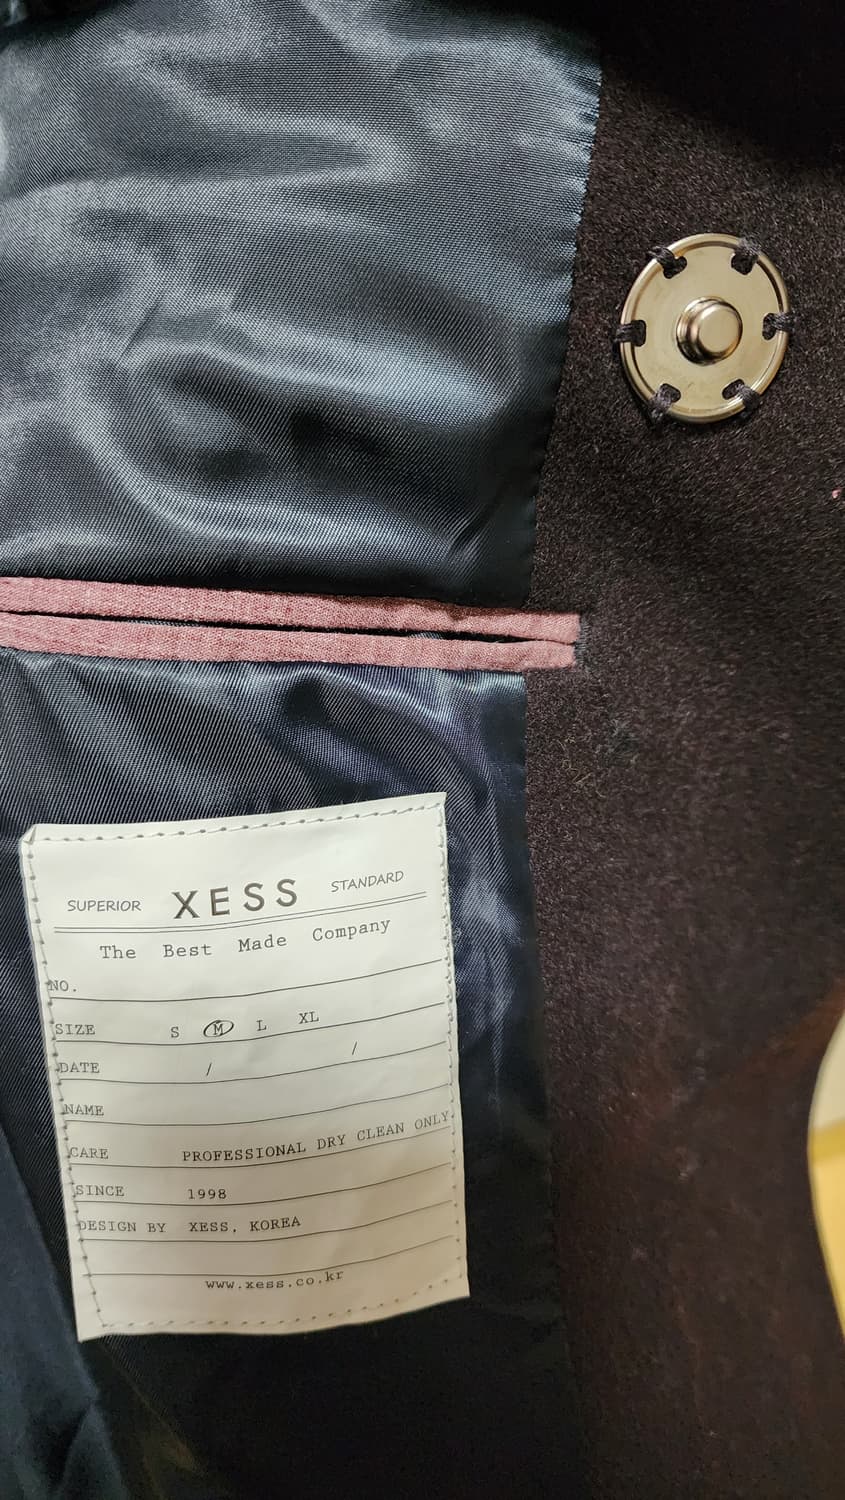 SUPERIOR XESS STANDARD
The Best Made Company
NO.
SIZE S M L XL
DATE / /
NAME
CARE PROFESSIONAL DRY CLEAN ONLY
SINCE 1998
DESIGN BY XESS, KOREA
www.xess.co.kr